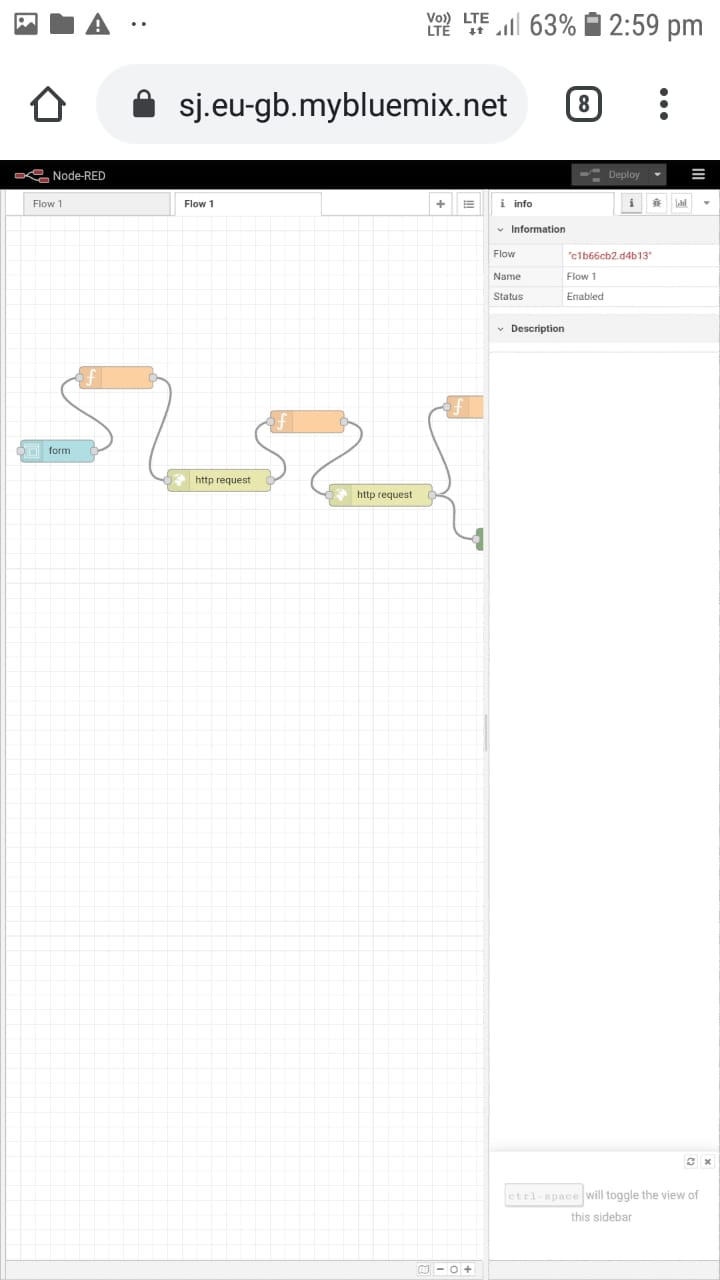 Vo)) LTE LTE 63% 2:59 pm
sj.eu-gb.mybluemix.net 8
Node-RED Deploy
Flow 1 Flow 1 + i info i
Information
Flow "c1b66cb2.d4b13"
Name Flow 1
Status Enabled
Description
f
f
f
form
http request
http request
ctrl-space will toggle the view of
this sidebar